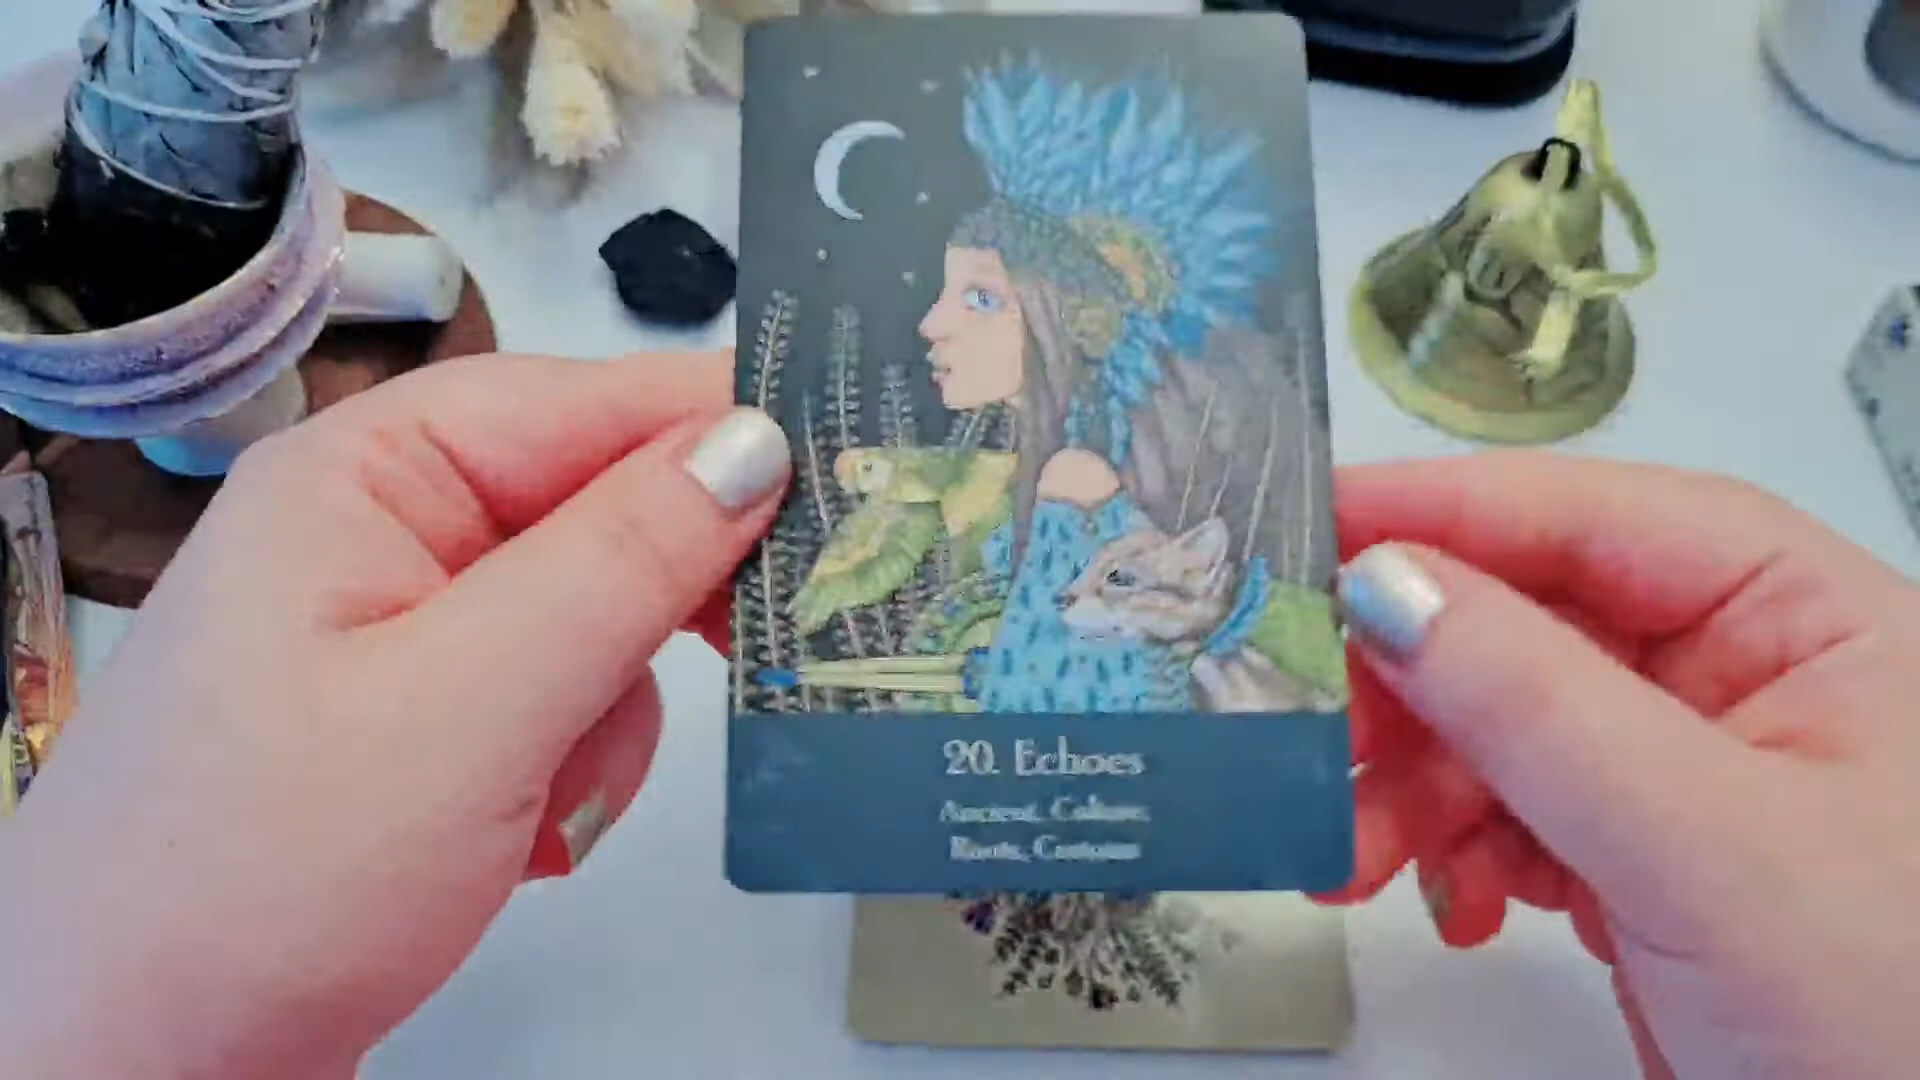 20. Echoes
Ancient, Culture,
Roots, Customs